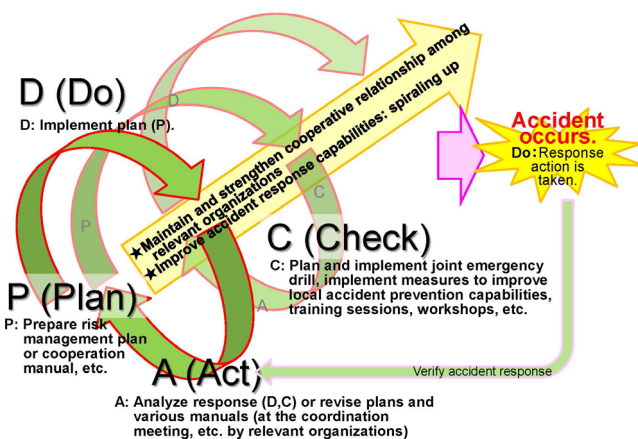 D (Do)
D: Implement plan (P).
★Maintain and strengthen cooperative relationship among
relevant organizations
★Improve accident response capabilities: spiraling up
Accident
occurs.
Do: Response
action is
taken.
D
C
P
A
C (Check)
C: Plan and implement joint emergency
drill, implement measures to improve
local accident prevention capabilities,
training sessions, workshops, etc.
P (Plan)
P: Prepare risk
management plan
or cooperation
manual, etc.
A (Act)
Verify accident response
A: Analyze response (D,C) or revise plans and
various manuals (at the coordination
meeting, etc. by relevant organizations)